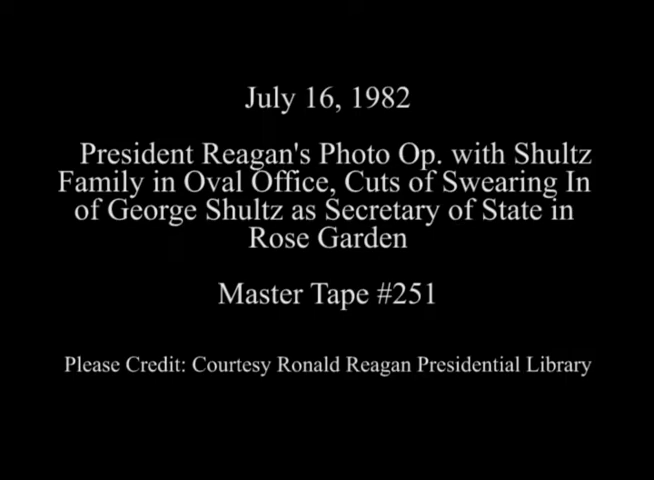 July 16, 1982
President Reagan's Photo Op. with Shultz
Family in Oval Office, Cuts of Swearing In
of George Shultz as Secretary of State in
Rose Garden
Master Tape #251
Please Credit: Courtesy Ronald Reagan Presidential Library